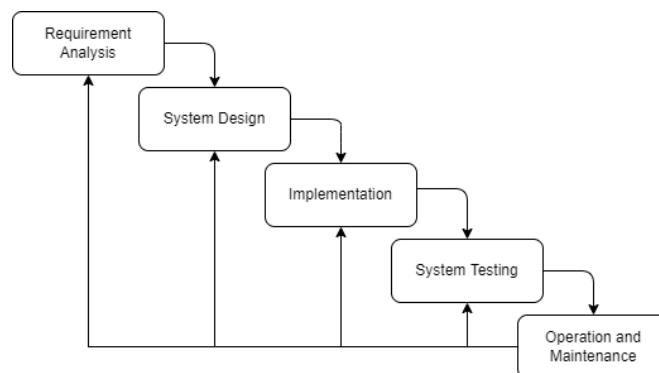 Requirement
Analysis
System Design
Implementation
System Testing
Operation and
Maintenance